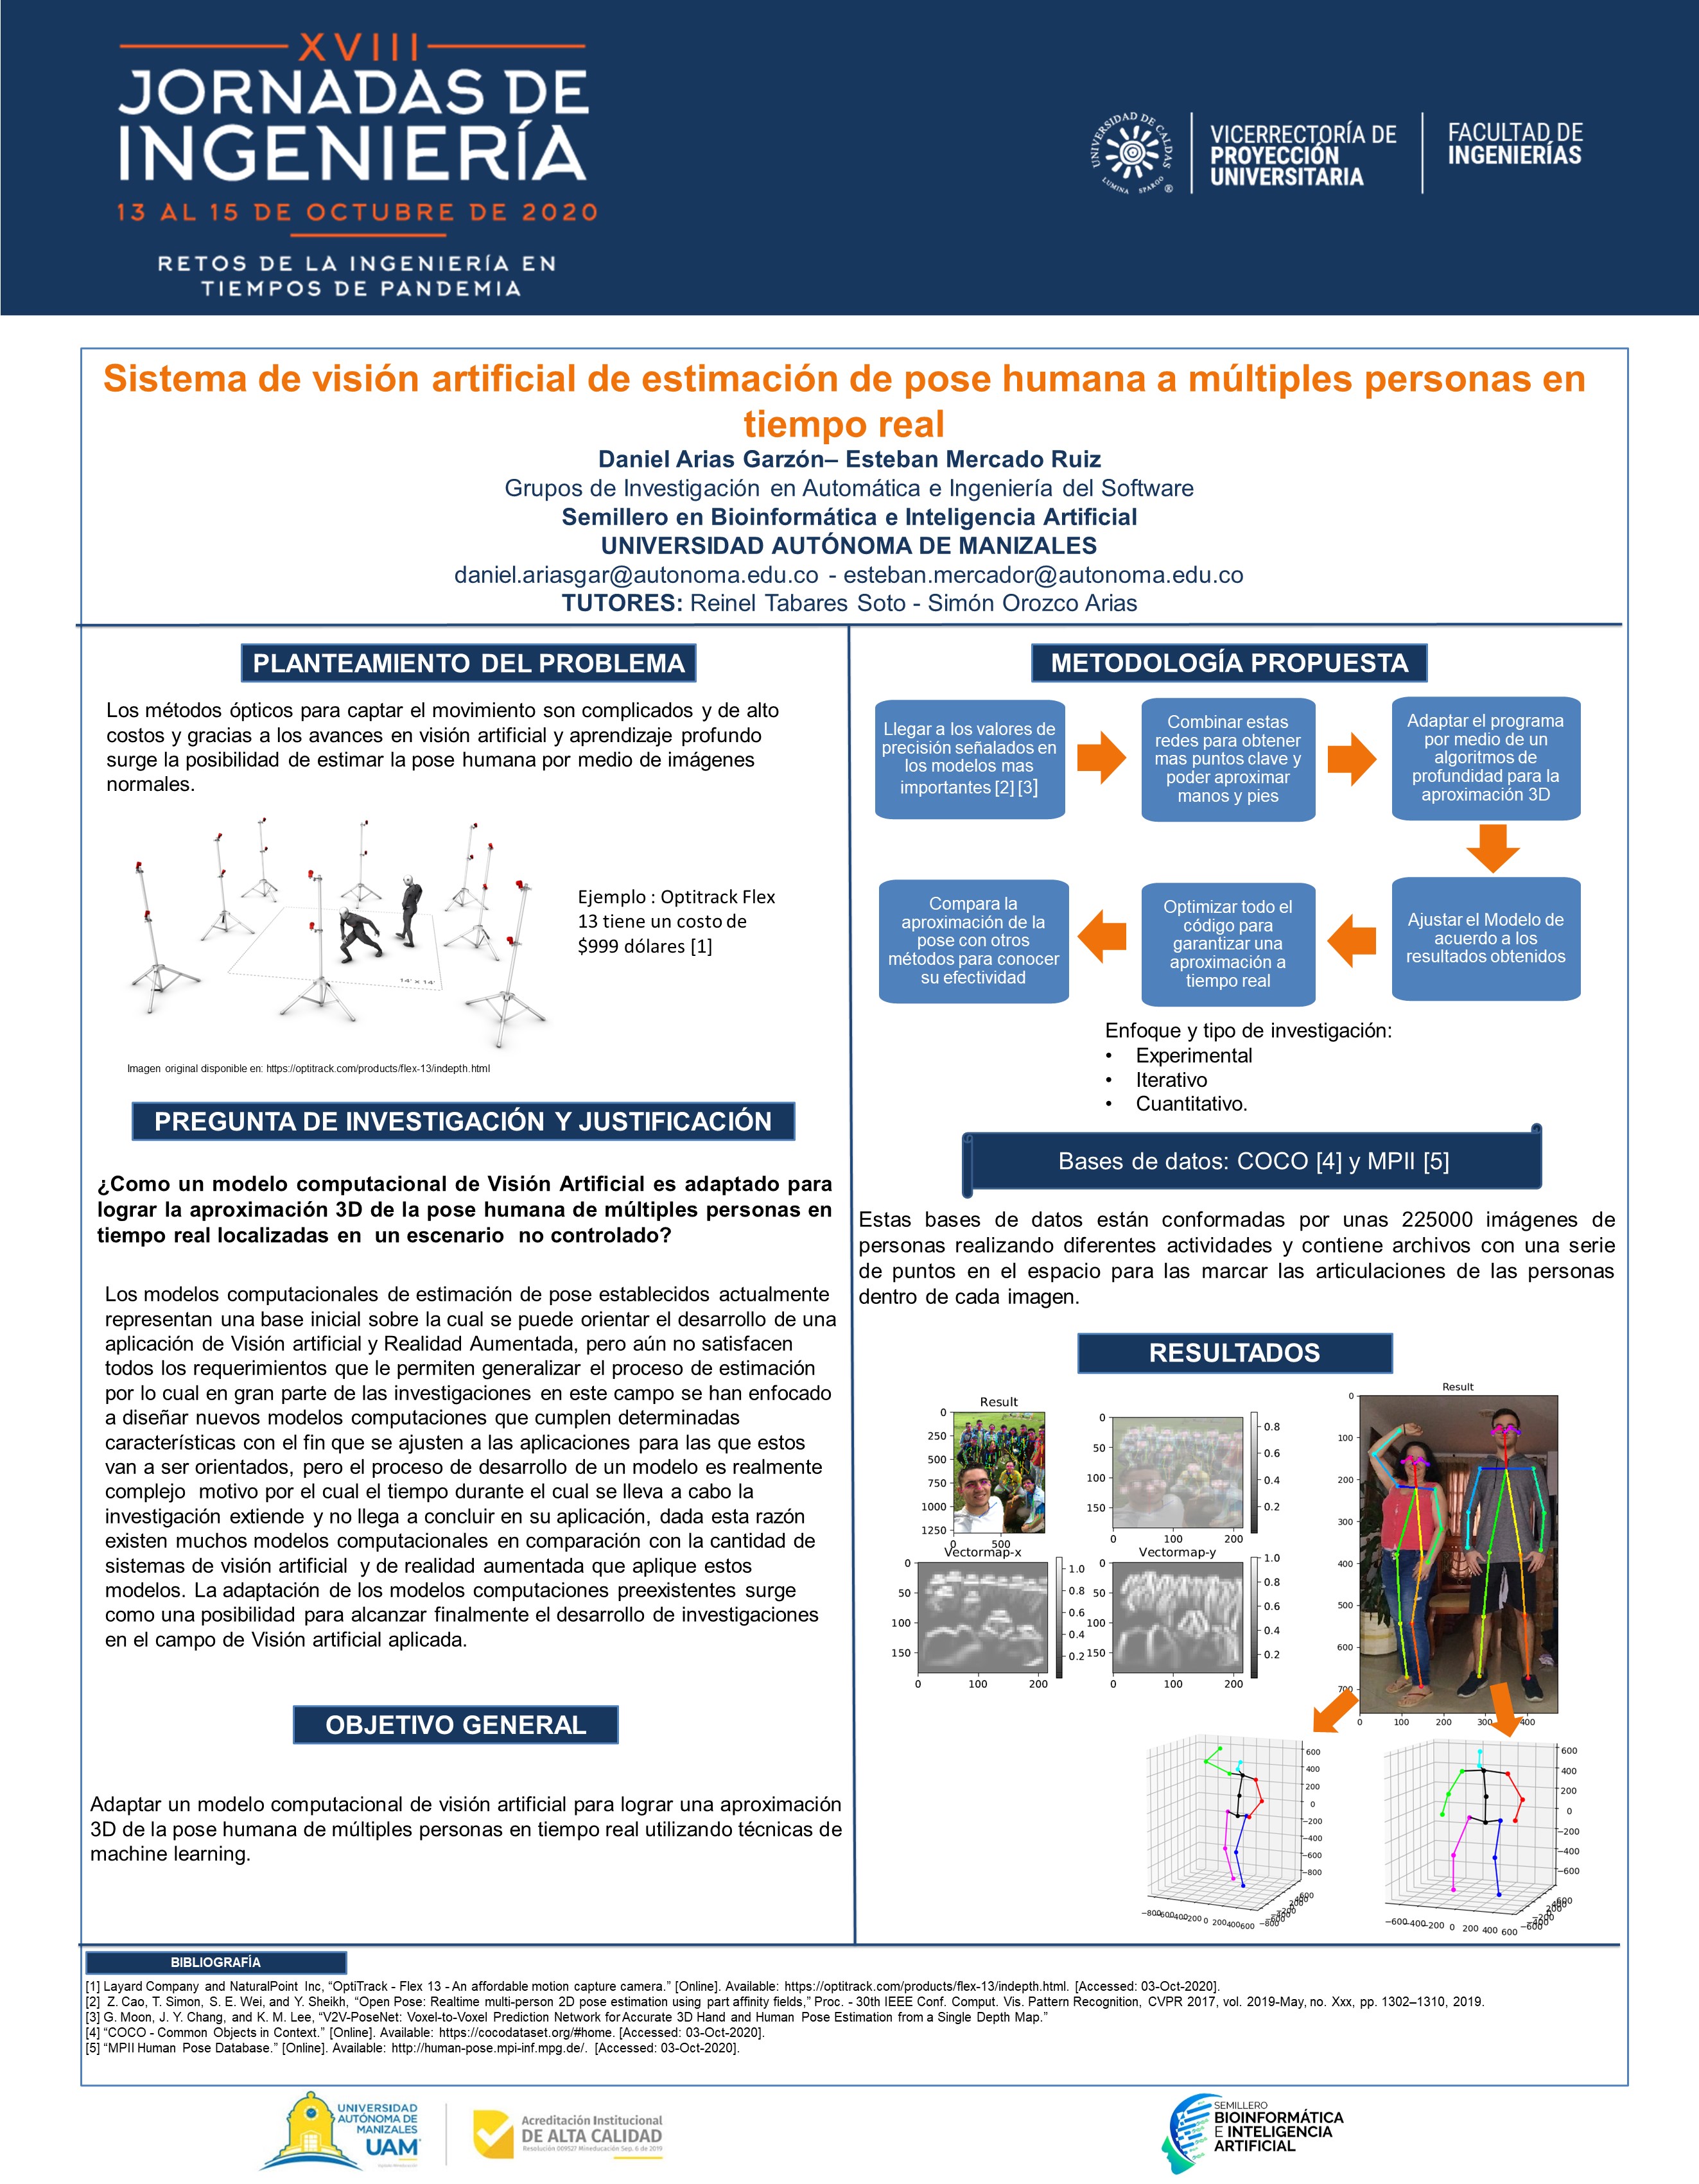 XVIII
JORNADAS DE
INGENIERÍA
13 AL 15 DE OCTUBRE DE 2020
RETOS DE LA INGENIERÍA EN
TIEMPOS DE PANDEMIA
UNIVERSIDAD DE CALDAS
LUMINA SPARGO
®
VICERRECTORÍA DE
PROYECCIÓN
UNIVERSITARIA
FACULTAD DE
INGENIERÍAS
Sistema de visión artificial de estimación de pose humana a múltiples personas en
tiempo real
Daniel Arias Garzón– Esteban Mercado Ruiz
Grupos de Investigación en Automática e Ingeniería del Software
Semillero en Bioinformática e Inteligencia Artificial
UNIVERSIDAD AUTÓNOMA DE MANIZALES
daniel.ariasgar@autonoma.edu.co - esteban.mercador@autonoma.edu.co
TUTORES: Reinel Tabares Soto - Simón Orozco Arias
PLANTEAMIENTO DEL PROBLEMA
Los métodos ópticos para captar el movimiento son complicados y de alto
costos y gracias a los avances en visión artificial y aprendizaje profundo
surge la posibilidad de estimar la pose humana por medio de imágenes
normales.
14' x 14'
Ejemplo : Optitrack Flex
13 tiene un costo de
$999 dólares [1]
Imagen original disponible en: https://optitrack.com/products/flex-13/indepth.html
PREGUNTA DE INVESTIGACIÓN Y JUSTIFICACIÓN
¿Como un modelo computacional de Visión Artificial es adaptado para
lograr la aproximación 3D de la pose humana de múltiples personas en
tiempo real localizadas en un escenario no controlado?
Los modelos computacionales de estimación de pose establecidos actualmente
representan una base inicial sobre la cual se puede orientar el desarrollo de una
aplicación de Visión artificial y Realidad Aumentada, pero aún no satisfacen
todos los requerimientos que le permiten generalizar el proceso de estimación
por lo cual en gran parte de las investigaciones en este campo se han enfocado
a diseñar nuevos modelos computaciones que cumplen determinadas
características con el fin que se ajusten a las aplicaciones para las que estos
van a ser orientados, pero el proceso de desarrollo de un modelo es realmente
complejo motivo por el cual el tiempo durante el cual se lleva a cabo la
investigación extiende y no llega a concluir en su aplicación, dada esta razón
existen muchos modelos computacionales en comparación con la cantidad de
sistemas de visión artificial y de realidad aumentada que aplique estos
modelos. La adaptación de los modelos computaciones preexistentes surge
como una posibilidad para alcanzar finalmente el desarrollo de investigaciones
en el campo de Visión artificial aplicada.
OBJETIVO GENERAL
Adaptar un modelo computacional de visión artificial para lograr una aproximación
3D de la pose humana de múltiples personas en tiempo real utilizando técnicas de
machine learning.
METODOLOGÍA PROPUESTA
Llegar a los valores de
precisión señalados en
los modelos mas
importantes [2] [3]
Combinar estas
redes para obtener
mas puntos clave y
poder aproximar
manos y pies
Adaptar el programa
por medio de un
algoritmos de
profundidad para la
aproximación 3D
Ajustar el Modelo de
acuerdo a los
resultados obtenidos
Optimizar todo el
código para
garantizar una
aproximación a
tiempo real
Compara la
aproximación de la
pose con otros
métodos para conocer
su efectividad
Enfoque y tipo de investigación:
• Experimental
• Iterativo
• Cuantitativo.
Bases de datos: COCO [4] y MPII [5]
Estas bases de datos están conformadas por unas 225000 imágenes de
personas realizando diferentes actividades y contiene archivos con una serie
de puntos en el espacio para las marcar las articulaciones de las personas
dentro de cada imagen.
RESULTADOS
Result
0
250
500
750
1000
1250
0 500
0
50
100
150
0 100 200
0.8
0.6
0.4
0.2
Vectormap-x
0
50
100
150
0 100 200
1.0
0.8
0.6
0.4
0.2
Vectormap-y
0
50
100
150
0 100 200
1.0
0.8
0.6
0.4
0.2
Result
0
100
200
300
400
500
600
700
0 100 200 300 400
600
400
200
0
−200
−400
−600
−800
−800 −600 −400 −200 0 200 400 600
600
400
200
0
−200
−400
−600
−600 −400 −200 0 200 400 600
BIBLIOGRAFÍA
[1] Layard Company and NaturalPoint Inc, “OptiTrack - Flex 13 - An affordable motion capture camera.” [Online]. Available: https://optitrack.com/products/flex-13/indepth.html. [Accessed: 03-Oct-2020].
[2] Z. Cao, T. Simon, S. E. Wei, and Y. Sheikh, “Open Pose: Realtime multi-person 2D pose estimation using part affinity fields,” Proc. - 30th IEEE Conf. Comput. Vis. Pattern Recognition, CVPR 2017, vol. 2019-May, no. Xxx, pp. 1302–1310, 2019.
[3] G. Moon, J. Y. Chang, and K. M. Lee, “V2V-PoseNet: Voxel-to-Voxel Prediction Network for Accurate 3D Hand and Human Pose Estimation from a Single Depth Map.”
[4] “COCO - Common Objects in Context.” [Online]. Available: https://cocodataset.org/#home. [Accessed: 03-Oct-2020].
[5] “MPII Human Pose Database.” [Online]. Available: http://human-pose.mpi-inf.mpg.de/. [Accessed: 03-Oct-2020].
UNIVERSIDAD
AUTÓNOMA DE
MANIZALES
UAM
Acreditación Institucional
DE ALTA CALIDAD
Resolución 009527 Mineducación Sep. 6 de 2019
SEMILLERO
BIOINFORMÁTICA
E INTELIGENCIA
ARTIFICIAL